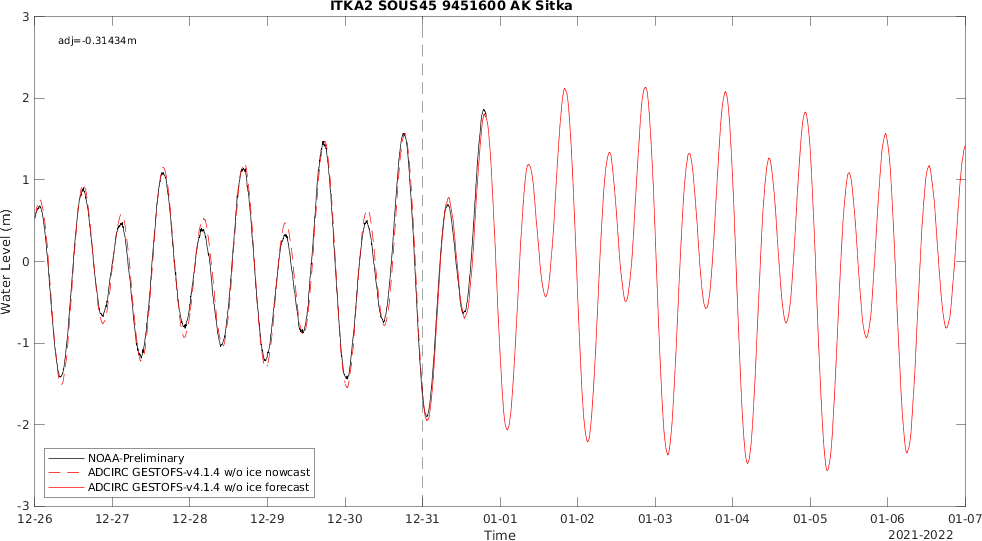 ITKA2 SOUS45 9451600 AK Sitka
adj=-0.31434m
3
2
1
0
-1
-2
-3
Water Level (m)
NOAA-Preliminary
ADCIRC GESTOFS-v4.1.4 w/o ice nowcast
ADCIRC GESTOFS-v4.1.4 w/o ice forecast
12-26 12-27 12-28 12-29 12-30 12-31 01-01 01-02 01-03 01-04 01-05 01-06 01-07
Time
2021-2022